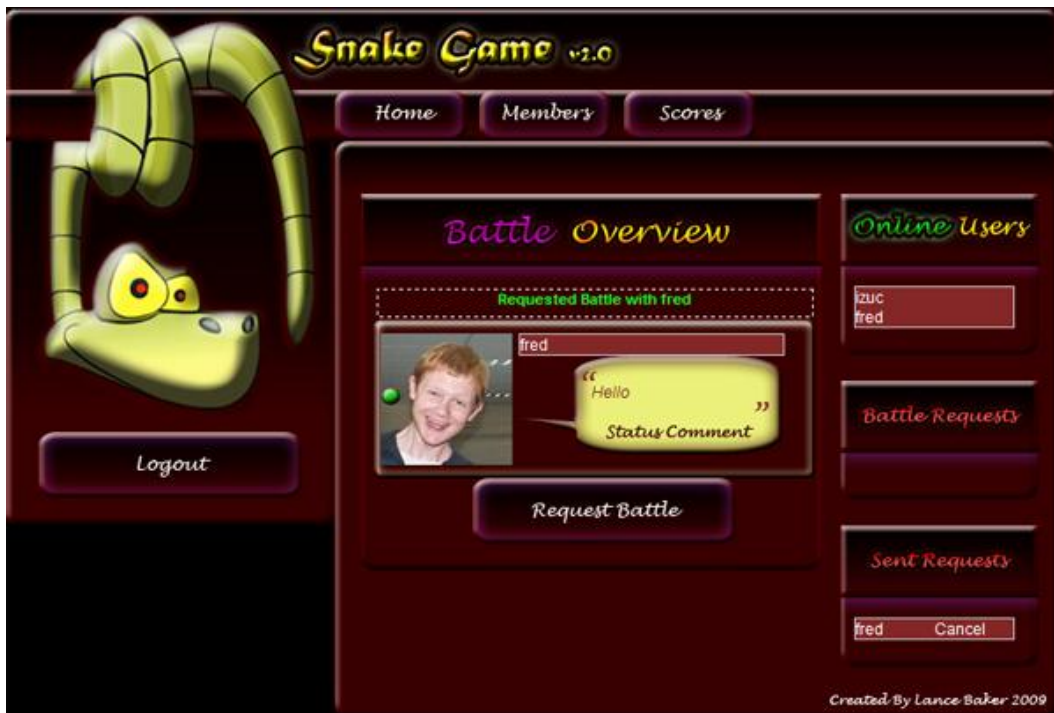 Snake Game v2.0
Home Members Scores
Battle Overview
Requested Battle with fred
fred
“
Hello
”
Status Comment
Request Battle
Logout
Online Users
izuc
fred
Battle Requests
Sent Requests
fred Cancel
Created By Lance Baker 2009